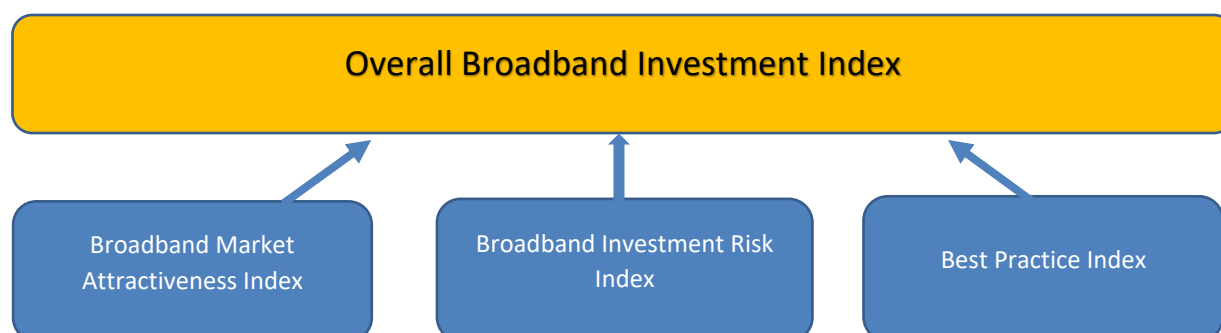 Overall Broadband Investment Index
Broadband Market
Attractiveness Index
Broadband Investment Risk
Index
Best Practice Index